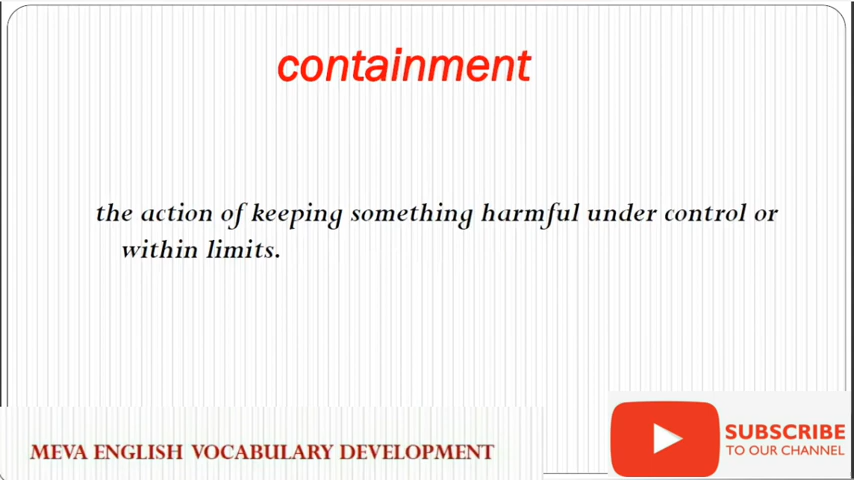 containment
the action of keeping something harmful under control or
within limits.
MEVA ENGLISH VOCABULARY DEVELOPMENT
SUBSCRIBE
TO OUR CHANNEL